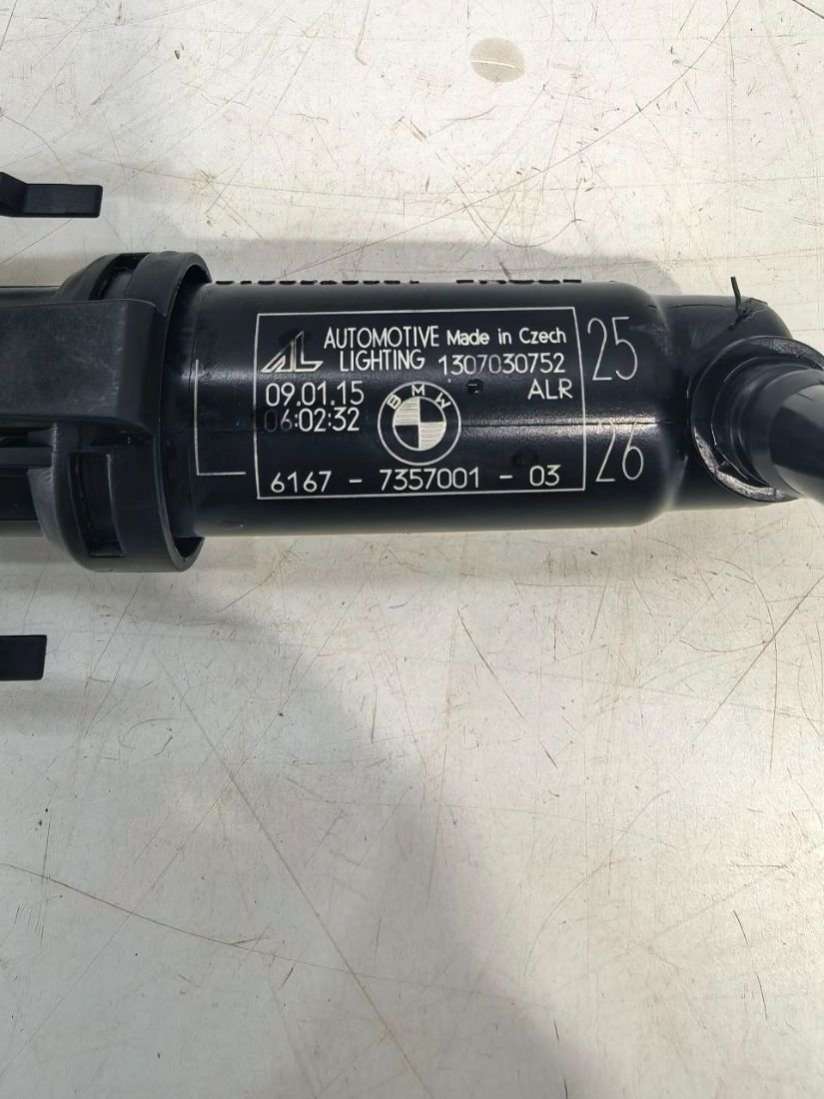 AL AUTOMOTIVE LIGHTING Made in Czech
1307030752
09.01.15 ALR
06:02:32
BMW
6167 - 7357001 - 03
25
26